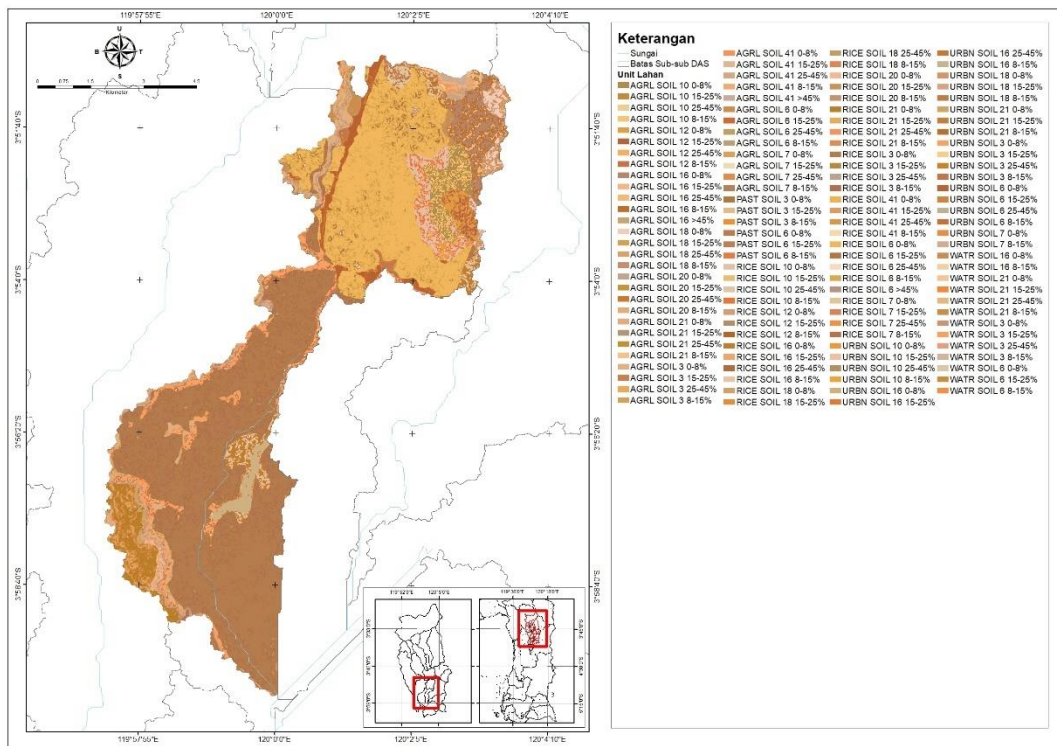 119°57'55"E
120°0'0"E
120°2'5"E
120°4'10"E
U
B
T
S
0 0.75 1.5 3 4.5
Kilometer
3°51'40"S
3°51'40"S
3°54'0"S
3°54'0"S
3°56'20"S
3°56'20"S
3°58'40"S
3°58'40"S
119°57'55"E
120°0'0"E
120°2'5"E
120°4'10"E
Keterangan
Sungai
Batas Sub-sub DAS
Unit Lahan
AGRL SOIL 10 0-8%
AGRL SOIL 10 15-25%
AGRL SOIL 10 25-45%
AGRL SOIL 10 8-15%
AGRL SOIL 12 0-8%
AGRL SOIL 12 15-25%
AGRL SOIL 12 25-45%
AGRL SOIL 12 8-15%
AGRL SOIL 16 0-8%
AGRL SOIL 16 15-25%
AGRL SOIL 16 25-45%
AGRL SOIL 16 8-15%
AGRL SOIL 16 >45%
AGRL SOIL 18 0-8%
AGRL SOIL 18 15-25%
AGRL SOIL 18 25-45%
AGRL SOIL 18 8-15%
AGRL SOIL 20 0-8%
AGRL SOIL 20 15-25%
AGRL SOIL 20 25-45%
AGRL SOIL 20 8-15%
AGRL SOIL 21 0-8%
AGRL SOIL 21 15-25%
AGRL SOIL 21 25-45%
AGRL SOIL 21 8-15%
AGRL SOIL 3 0-8%
AGRL SOIL 3 15-25%
AGRL SOIL 3 25-45%
AGRL SOIL 3 8-15%
AGRL SOIL 41 0-8%
AGRL SOIL 41 15-25%
AGRL SOIL 41 25-45%
AGRL SOIL 41 8-15%
AGRL SOIL 41 >45%
AGRL SOIL 6 0-8%
AGRL SOIL 6 15-25%
AGRL SOIL 6 25-45%
AGRL SOIL 6 8-15%
AGRL SOIL 7 0-8%
AGRL SOIL 7 15-25%
AGRL SOIL 7 25-45%
AGRL SOIL 7 8-15%
PAST SOIL 3 0-8%
PAST SOIL 3 15-25%
PAST SOIL 3 8-15%
PAST SOIL 6 0-8%
PAST SOIL 6 15-25%
PAST SOIL 6 8-15%
RICE SOIL 10 0-8%
RICE SOIL 10 15-25%
RICE SOIL 10 25-45%
RICE SOIL 10 8-15%
RICE SOIL 12 0-8%
RICE SOIL 12 15-25%
RICE SOIL 12 8-15%
RICE SOIL 16 0-8%
RICE SOIL 16 15-25%
RICE SOIL 16 25-45%
RICE SOIL 16 8-15%
RICE SOIL 18 0-8%
RICE SOIL 18 15-25%
RICE SOIL 18 25-45%
RICE SOIL 18 8-15%
RICE SOIL 20 0-8%
RICE SOIL 20 15-25%
RICE SOIL 20 8-15%
RICE SOIL 21 0-8%
RICE SOIL 21 15-25%
RICE SOIL 21 25-45%
RICE SOIL 21 8-15%
RICE SOIL 3 0-8%
RICE SOIL 3 15-25%
RICE SOIL 3 25-45%
RICE SOIL 3 8-15%
RICE SOIL 41 0-8%
RICE SOIL 41 15-25%
RICE SOIL 41 25-45%
RICE SOIL 41 8-15%
RICE SOIL 6 0-8%
RICE SOIL 6 15-25%
RICE SOIL 6 25-45%
RICE SOIL 6 8-15%
RICE SOIL 6 >45%
RICE SOIL 7 0-8%
RICE SOIL 7 15-25%
RICE SOIL 7 25-45%
RICE SOIL 7 8-15%
URBN SOIL 10 0-8%
URBN SOIL 10 15-25%
URBN SOIL 10 25-45%
URBN SOIL 10 8-15%
URBN SOIL 16 0-8%
URBN SOIL 16 15-25%
URBN SOIL 16 25-45%
URBN SOIL 16 8-15%
URBN SOIL 18 0-8%
URBN SOIL 18 15-25%
URBN SOIL 18 8-15%
URBN SOIL 21 0-8%
URBN SOIL 21 15-25%
URBN SOIL 21 8-15%
URBN SOIL 3 0-8%
URBN SOIL 3 15-25%
URBN SOIL 3 25-45%
URBN SOIL 3 8-15%
URBN SOIL 6 0-8%
URBN SOIL 6 15-25%
URBN SOIL 6 25-45%
URBN SOIL 6 8-15%
URBN SOIL 7 0-8%
URBN SOIL 7 8-15%
WATR SOIL 16 0-8%
WATR SOIL 16 8-15%
WATR SOIL 21 0-8%
WATR SOIL 21 15-25%
WATR SOIL 21 25-45%
WATR SOIL 21 8-15%
WATR SOIL 3 0-8%
WATR SOIL 3 15-25%
WATR SOIL 3 25-45%
WATR SOIL 3 8-15%
WATR SOIL 6 0-8%
WATR SOIL 6 15-25%
WATR SOIL 6 8-15%